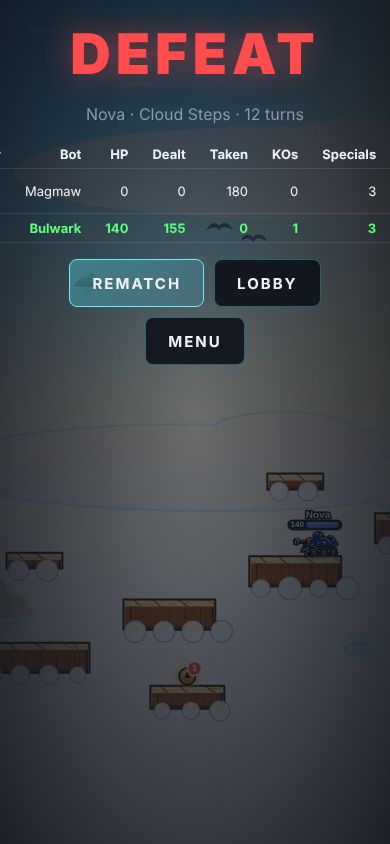 DEFEAT
Nova · Cloud Steps · 12 turns
Bot HP Dealt Taken KOs Specials
Magmaw 0 0 180 0 3
Bulwark 140 155 0 1 3
REMATCH LOBBY
MENU
Nova
140
1